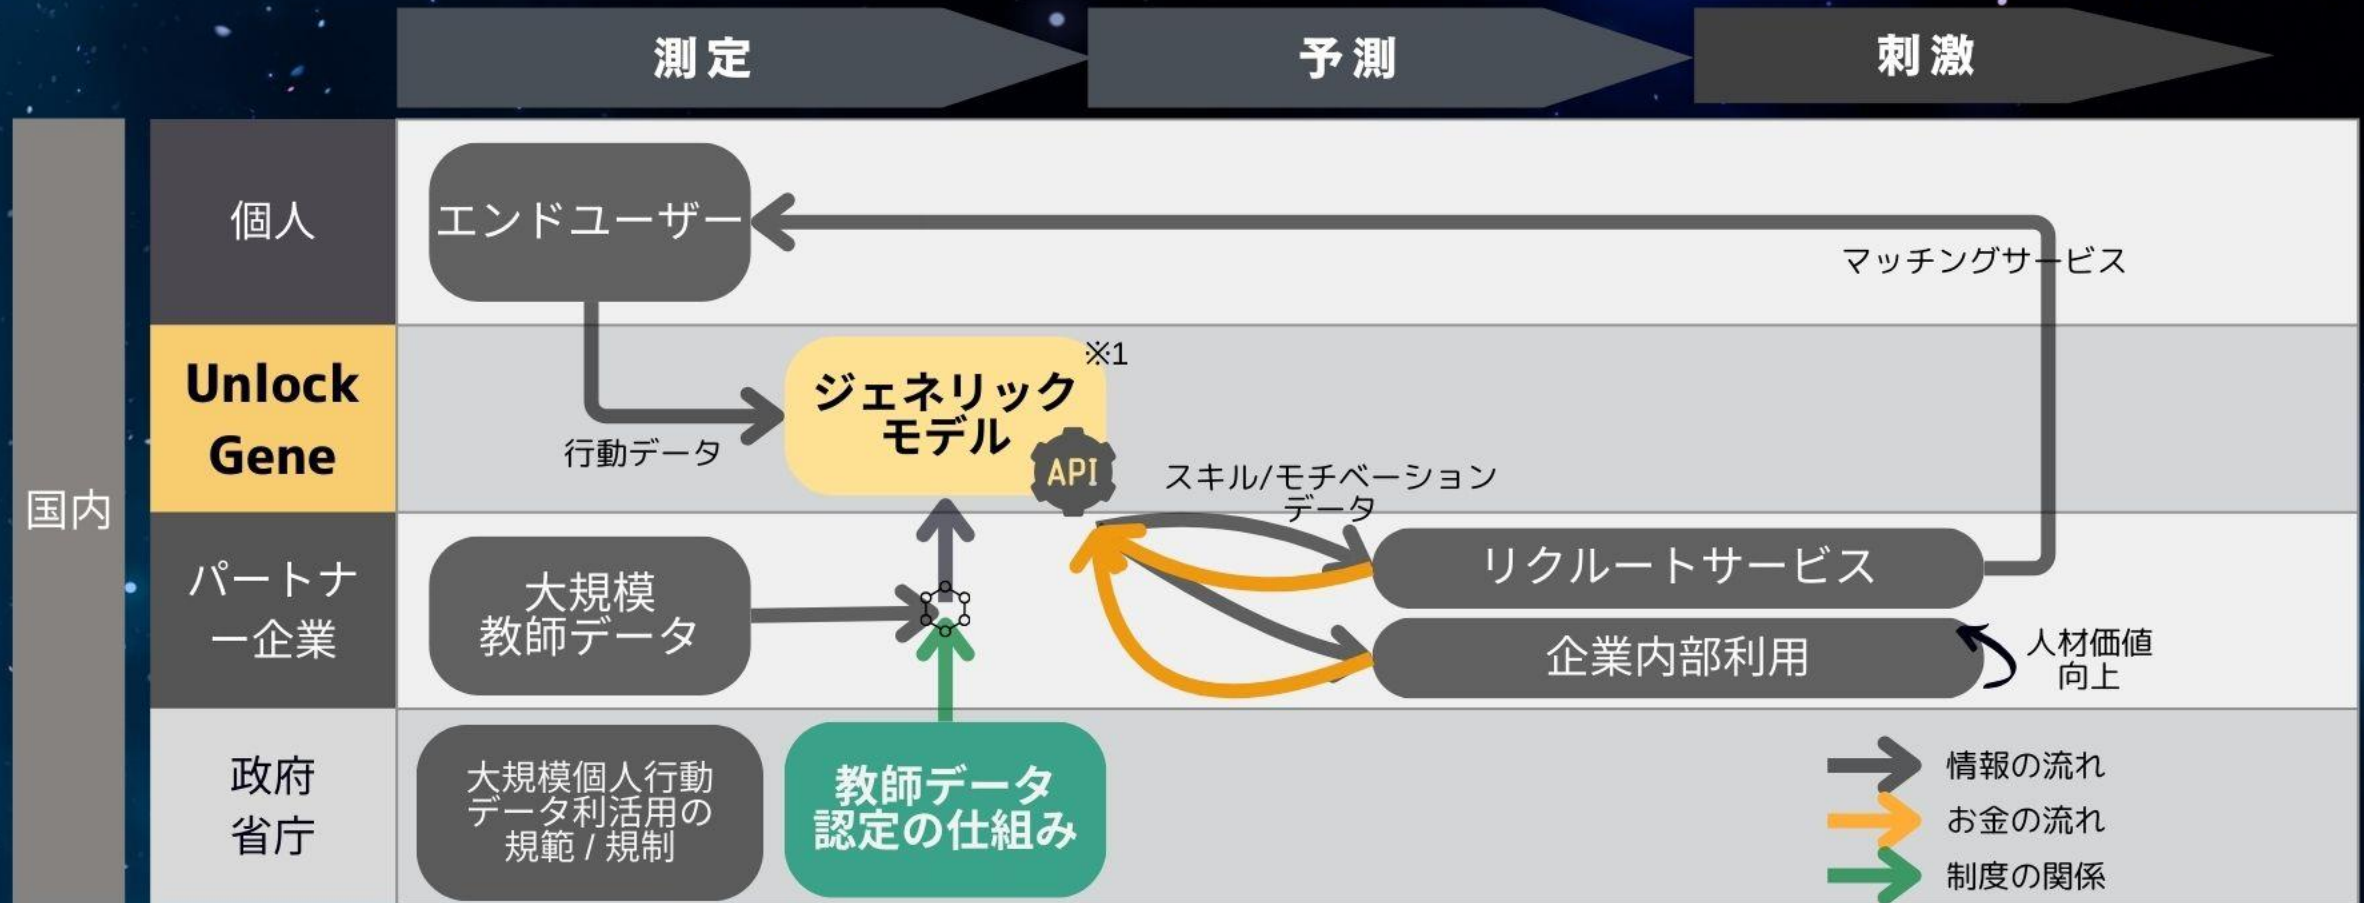 測定
予測
刺激
国内
個人
エンドユーザー
マッチングサービス
Unlock
Gene
ジェネリック
モデル
※1
API
行動データ
スキル/モチベーション
データ
パートナ
ー企業
大規模
教師データ
リクルートサービス
企業内部利用
人材価値
向上
政府
省庁
大規模個人行動
データ利活用の
規範 / 規制
教師データ
認定の仕組み
情報の流れ
お金の流れ
制度の関係